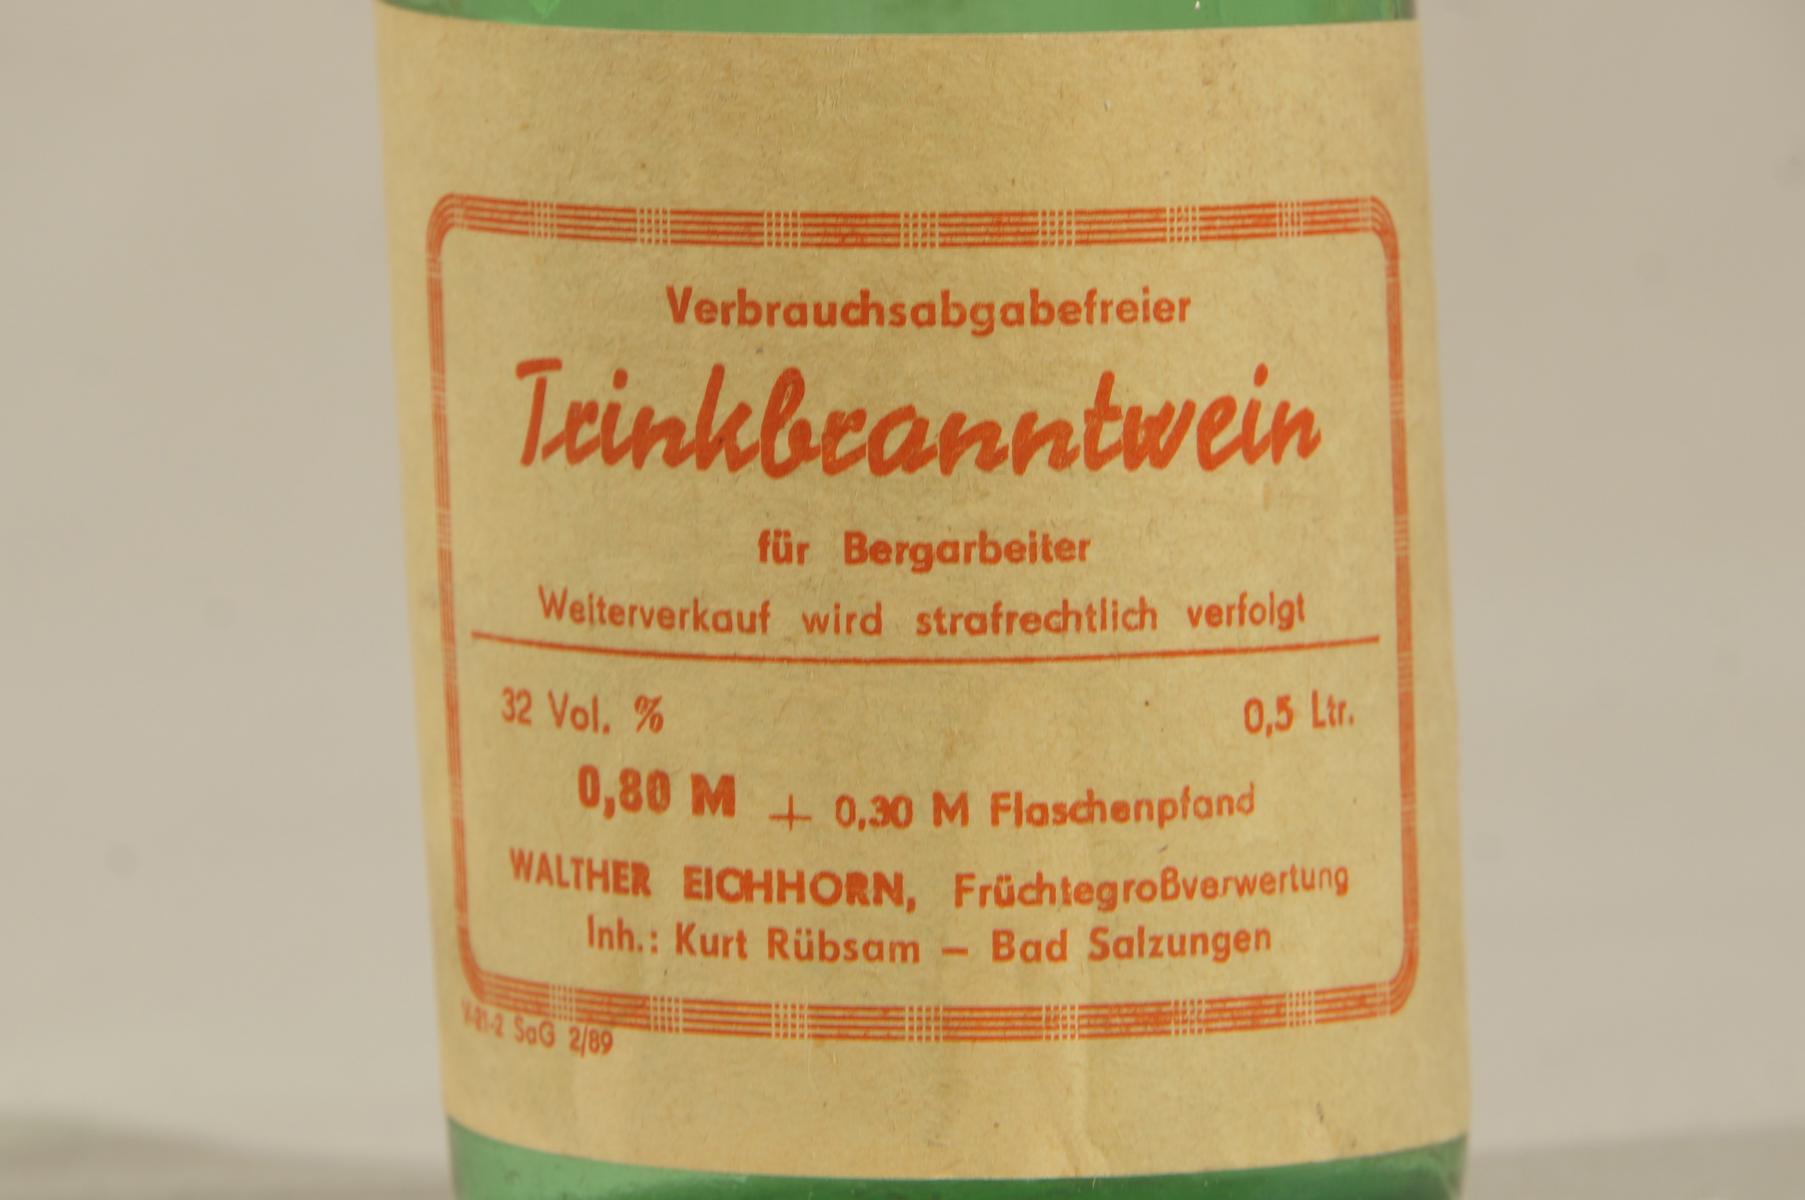 Verbrauchsabgabefreier
Trinkbranntwein
für Bergarbeiter
Weiterverkauf wird strafrechtlich verfolgt
32 Vol. % 0,5 Ltr.
0,80 M + 0,30 M Flaschenpfand
WALTHER EICHHORN, Früchtegroßverwertung
Inh.: Kurt Rübsam – Bad Salzungen
SaG 2/89